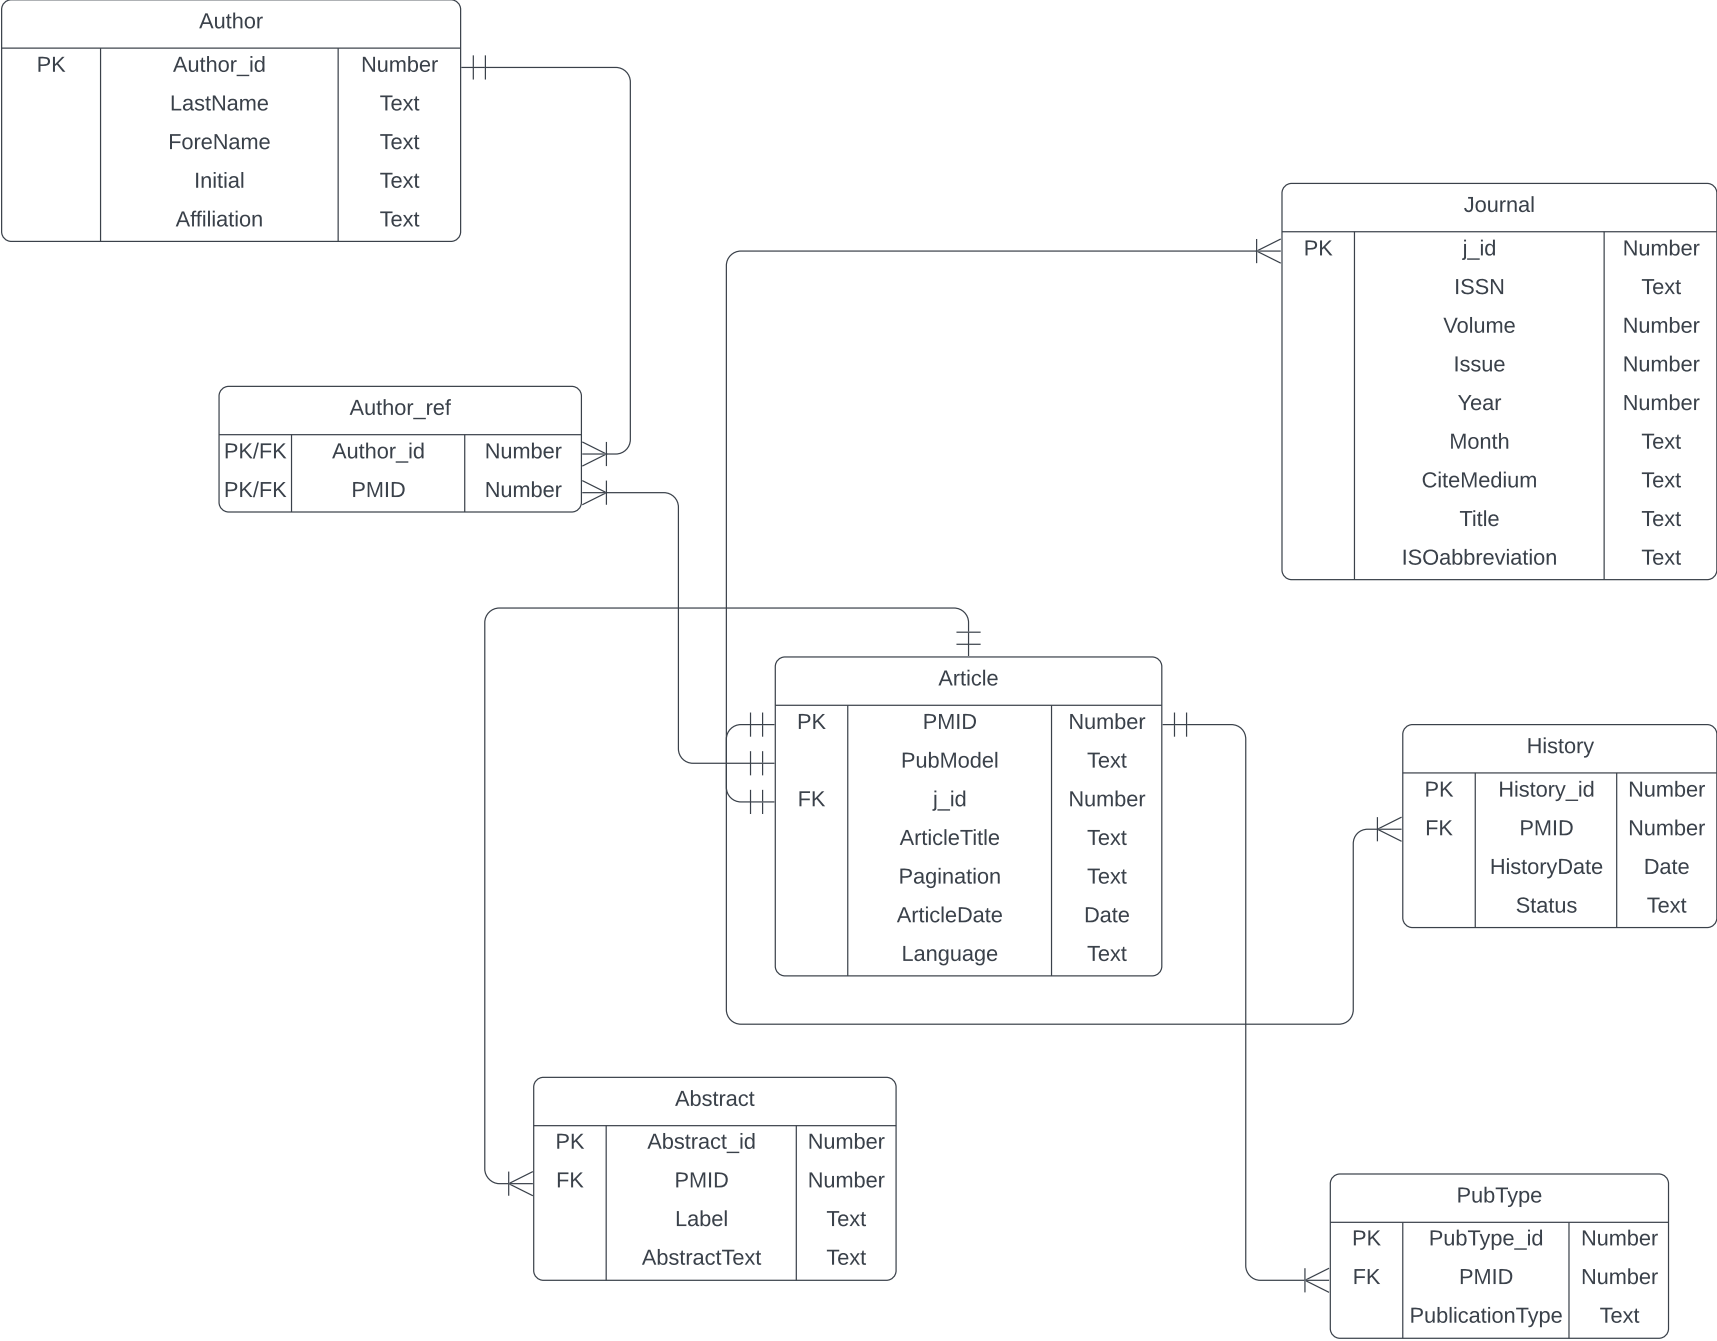 Author
PK Author_id Number
LastName Text
ForeName Text
Initial Text
Affiliation Text
Journal
PK j_id Number
ISSN Text
Volume Number
Issue Number
Year Number
Month Text
CiteMedium Text
Title Text
ISOabbreviation Text
Author_ref
PK/FK Author_id Number
PK/FK PMID Number
Article
PK PMID Number
PubModel Text
FK j_id Number
ArticleTitle Text
Pagination Text
ArticleDate Date
Language Text
History
PK History_id Number
FK PMID Number
HistoryDate Date
Status Text
Abstract
PK Abstract_id Number
FK PMID Number
Label Text
AbstractText Text
PubType
PK PubType_id Number
FK PMID Number
PublicationType Text